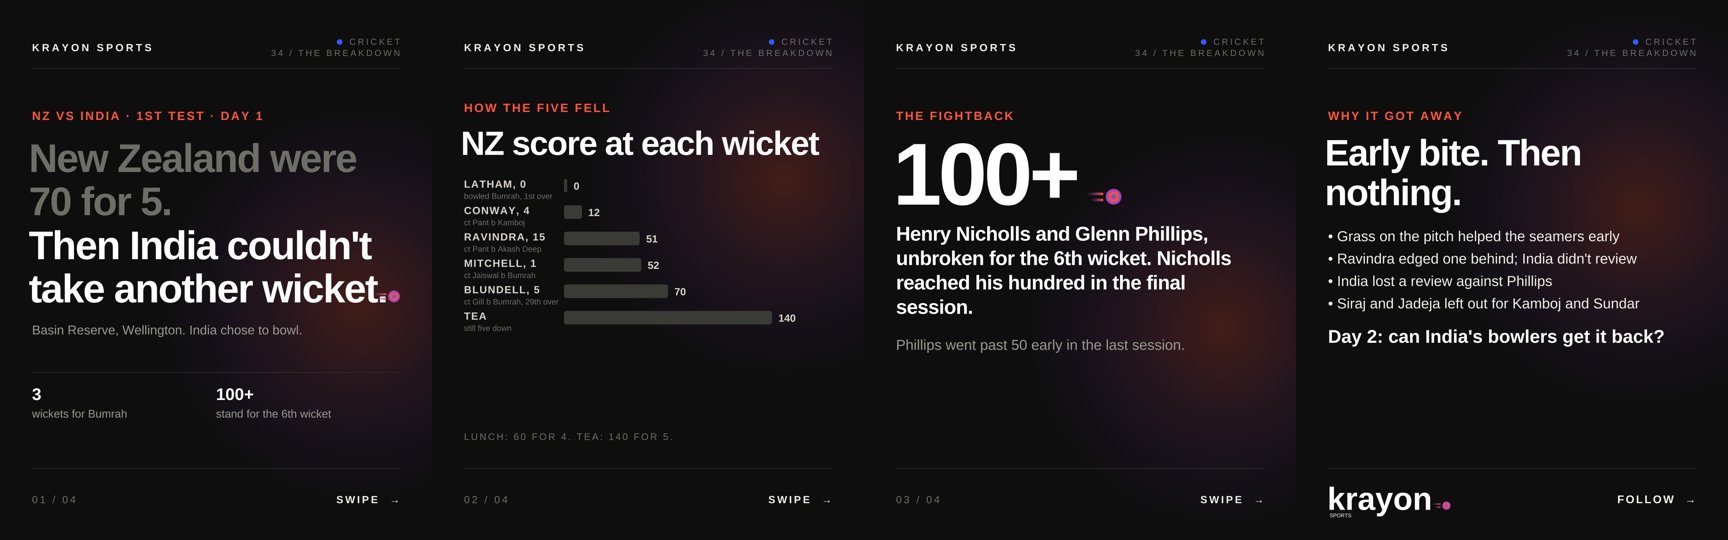 KRAYON SPORTS
CRICKET
34 / THE BREAKDOWN
NZ VS INDIA · 1ST TEST · DAY 1
New Zealand were
70 for 5.
Then India couldn't
take another wicket.
Basin Reserve, Wellington. India chose to bowl.
3
wickets for Bumrah
100+
stand for the 6th wicket
01 / 04
SWIPE →
KRAYON SPORTS
CRICKET
34 / THE BREAKDOWN
HOW THE FIVE FELL
NZ score at each wicket
LATHAM, 0
bowled Bumrah, 1st over
0
CONWAY, 4
ct Pant b Kamboj
12
RAVINDRA, 15
ct Pant b Akash Deep
51
MITCHELL, 1
ct Jaiswal b Bumrah
52
BLUNDELL, 5
ct Gill b Bumrah, 29th over
70
TEA
still five down
140
LUNCH: 60 FOR 4. TEA: 140 FOR 5.
02 / 04
SWIPE →
KRAYON SPORTS
CRICKET
34 / THE BREAKDOWN
THE FIGHTBACK
100+
Henry Nicholls and Glenn Phillips,
unbroken for the 6th wicket. Nicholls
reached his hundred in the final
session.
Phillips went past 50 early in the last session.
03 / 04
SWIPE →
KRAYON SPORTS
CRICKET
34 / THE BREAKDOWN
WHY IT GOT AWAY
Early bite. Then
nothing.
• Grass on the pitch helped the seamers early
• Ravindra edged one behind; India didn't review
• India lost a review against Phillips
• Siraj and Jadeja left out for Kamboj and Sundar
Day 2: can India's bowlers get it back?
krayon
SPORTS
FOLLOW →